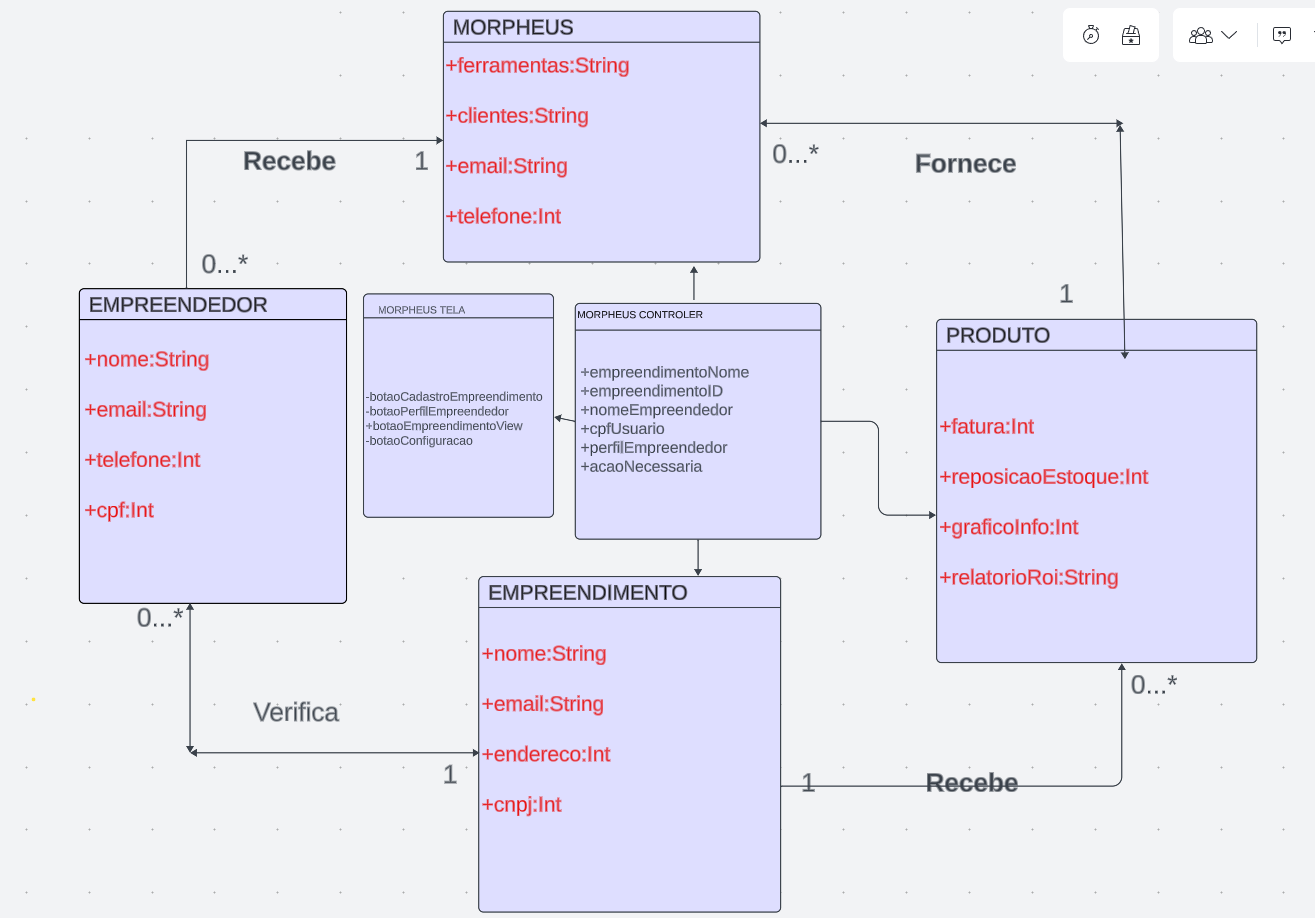 MORPHEUS
+ferramentas:String
+clientes:String
+email:String
+telefone:Int
Recebe
1
0...*
0...*
Fornece
1
EMPREENDEDOR
+nome:String
+email:String
+telefone:Int
+cpf:Int
MORPHEUS TELA
-botaoCadastroEmpreendimento
-botaoPerfilEmpreendedor
+botaoEmpreendimentoView
-botaoConfiguracao
MORPHEUS CONTROLER
+empreendimentoNome
+empreendimentoID
+nomeEmpreendedor
+cpfUsuario
+perfilEmpreendedor
+acaoNecessaria
PRODUTO
+fatura:Int
+reposicaoEstoque:Int
+graficoInfo:Int
+relatorioRoi:String
0...*
Verifica
1
EMPREENDIMENTO
+nome:String
+email:String
+endereco:Int
+cnpj:Int
1
Recebe
0...*